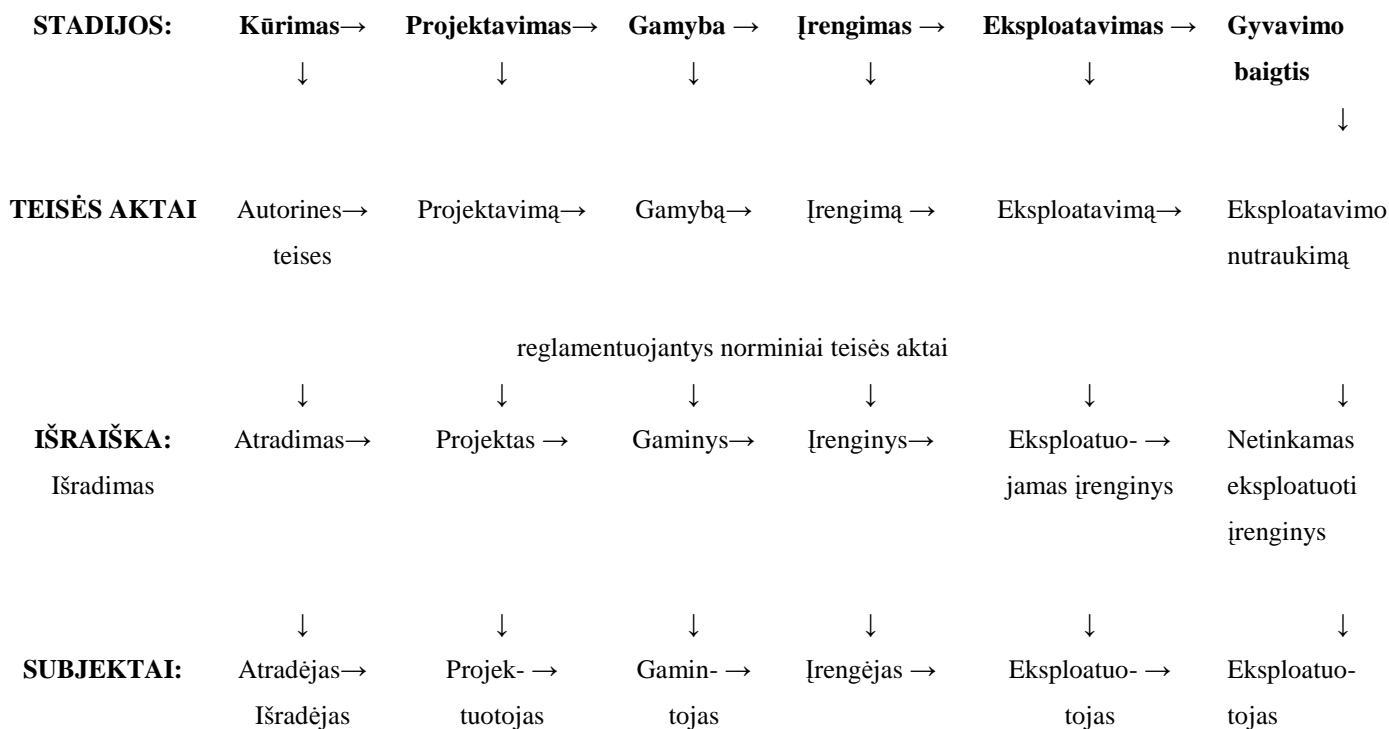 STADIJOS: Kūrimas→ Projektavimas→ Gamyba → Įrengimas → Eksploatavimas → Gyvavimo
↓ ↓ ↓ ↓ ↓ baigtis
↓
TEISĖS AKTAI Autorines→ Projektavimą→ Gamybą→ Įrengimą → Eksploatavimą→ Eksploatavimo
teises nutraukimą
reglamentuojantys norminiai teisės aktai
↓ ↓ ↓ ↓ ↓ ↓
IŠRAIŠKA: Atradimas→ Projektas → Gaminys→ Įrenginys→ Eksploatuo- → Netinkamas
Išradimas jamas įrenginys eksploatuoti
įrenginys
↓ ↓ ↓ ↓ ↓ ↓
SUBJEKTAI: Atradėjas→ Projek- → Gamin- → Įrengėjas → Eksploatuo- → Eksploatuo-
Išradėjas tuotojas tojas tojas tojas